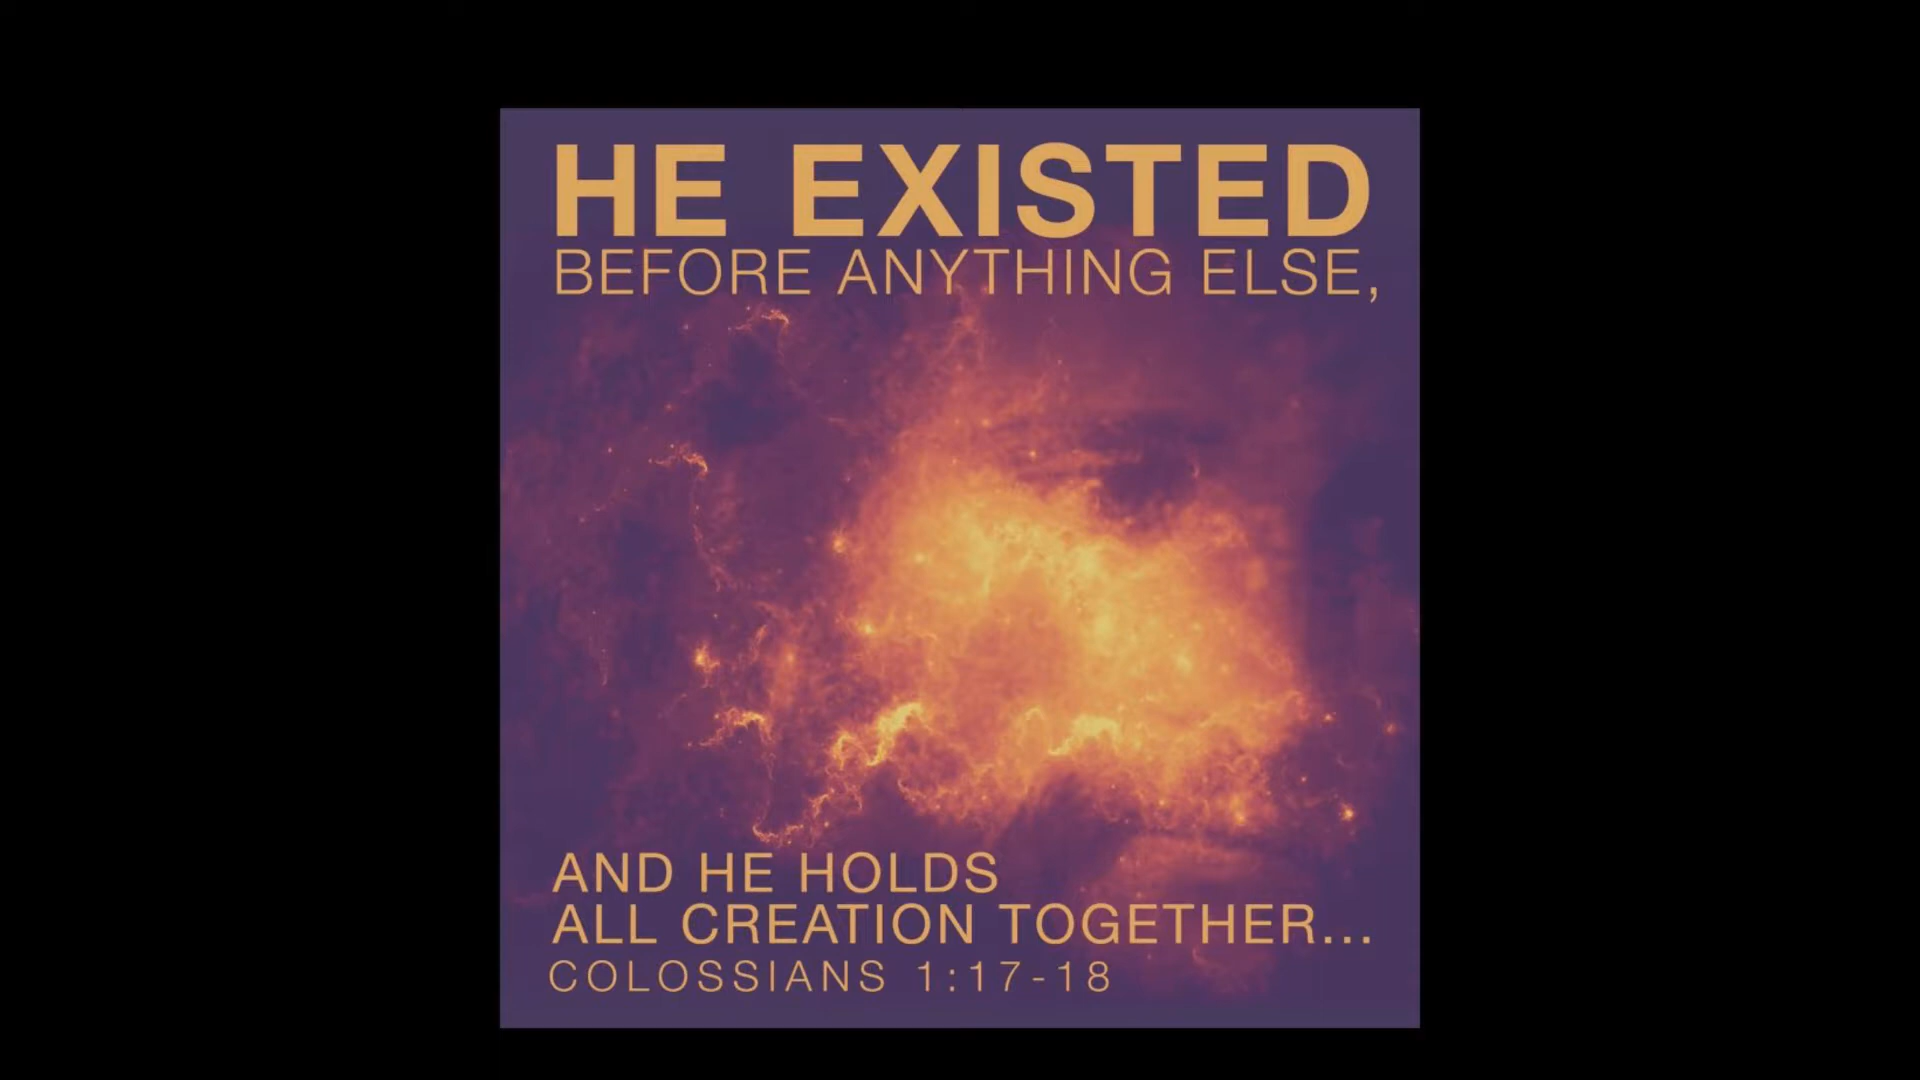 HE EXISTED
BEFORE ANYTHING ELSE,
AND HE HOLDS
ALL CREATION TOGETHER...
COLOSSIANS 1:17-18